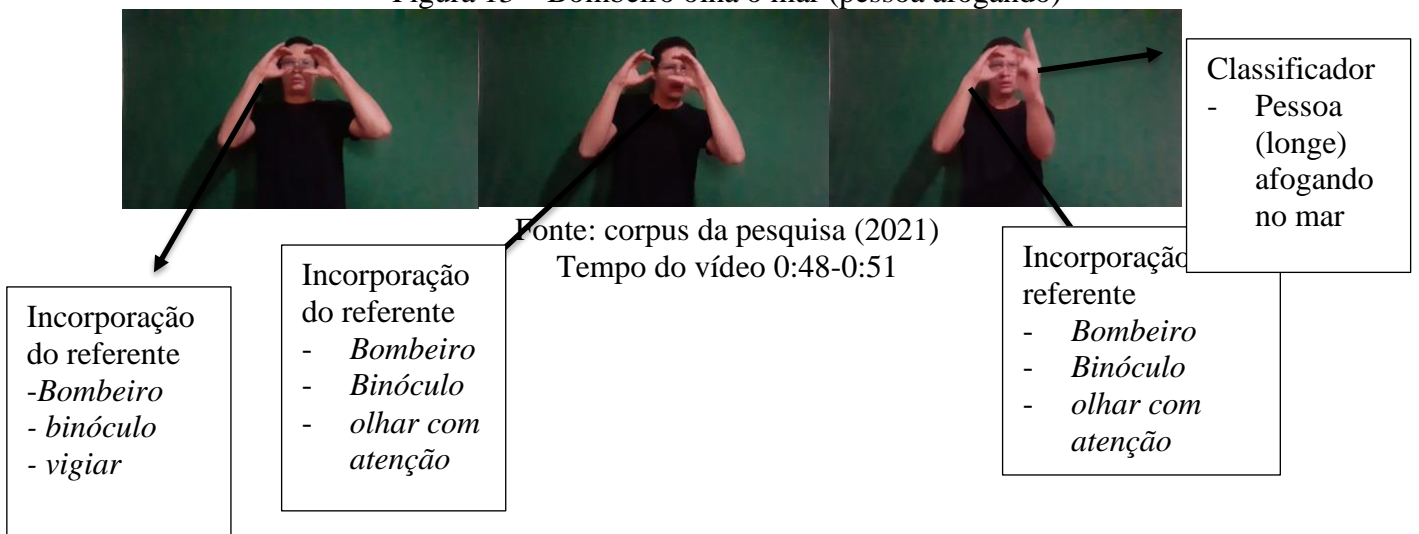 Figura – Bombeiro olha o mar (pessoa afogando)
Classificador
- Pessoa
(longe)
afogando
no mar
Fonte: corpus da pesquisa (2021)
Tempo do vídeo 0:48-0:51
Incorporação
do referente
-Bombeiro
- binóculo
- vigiar
Incorporação
do referente
- Bombeiro
- Binóculo
- olhar com
atenção
Incorporação
referente
- Bombeiro
- Binóculo
- olhar com
atenção